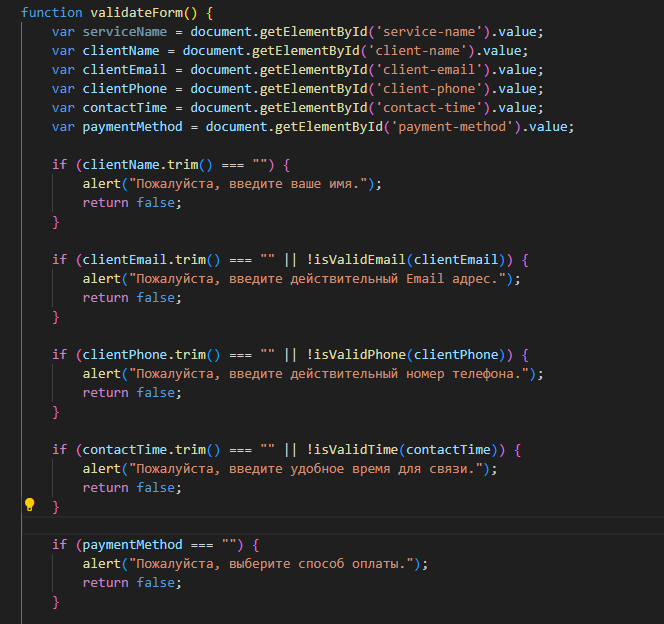 function validateForm() {
var serviceName = document.getElementById('service-name').value;
var clientName = document.getElementById('client-name').value;
var clientEmail = document.getElementById('client-email').value;
var clientPhone = document.getElementById('client-phone').value;
var contactTime = document.getElementById('contact-time').value;
var paymentMethod = document.getElementById('payment-method').value;
if (clientName.trim() === "") {
alert("Пожалуйста, введите ваше имя.");
return false;
}
if (clientEmail.trim() === "" || !isValidEmail(clientEmail)) {
alert("Пожалуйста, введите действительный Email адрес.");
return false;
}
if (clientPhone.trim() === "" || !isValidPhone(clientPhone)) {
alert("Пожалуйста, введите действительный номер телефона.");
return false;
}
if (contactTime.trim() === "" || !isValidTime(contactTime)) {
alert("Пожалуйста, введите удобное время для связи.");
return false;
}
if (paymentMethod === "") {
alert("Пожалуйста, выберите способ оплаты.");
return false;
}